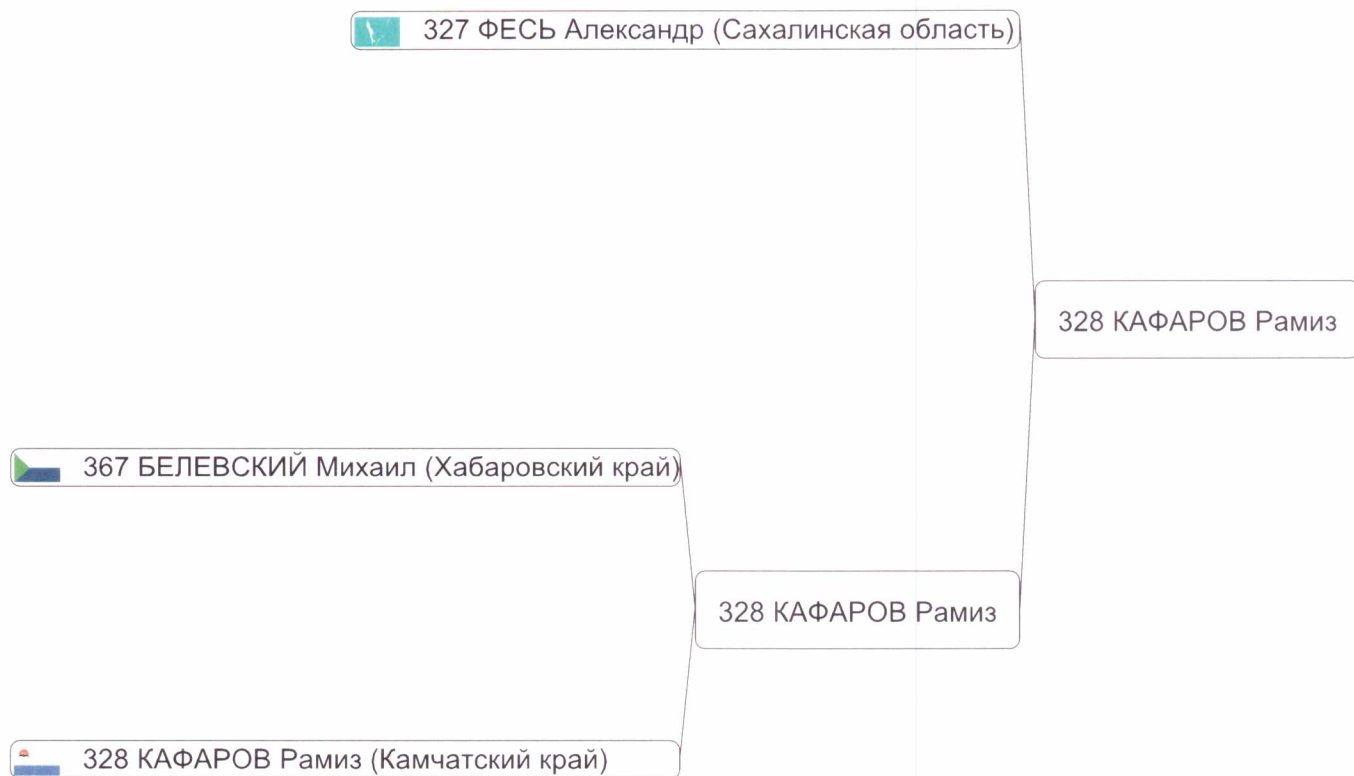 327 ФЕСЬ Александр (Сахалинская область)
328 КАФАРОВ Рамиз
367 БЕЛЕВСКИЙ Михаил (Хабаровский край)
328 КАФАРОВ Рамиз
328 КАФАРОВ Рамиз (Камчатский край)